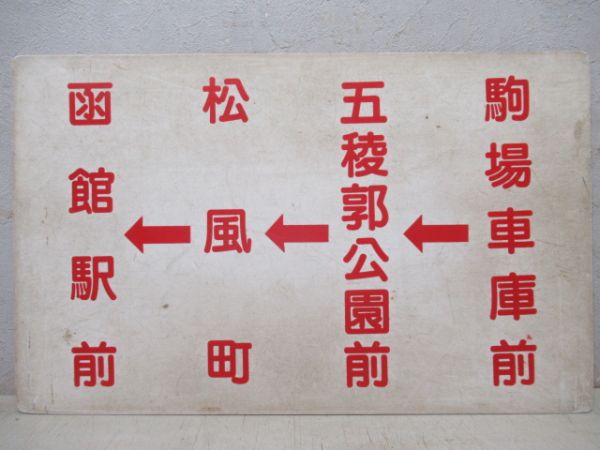 駒場車庫前
五稜郭公園前
松風町
函館駅前